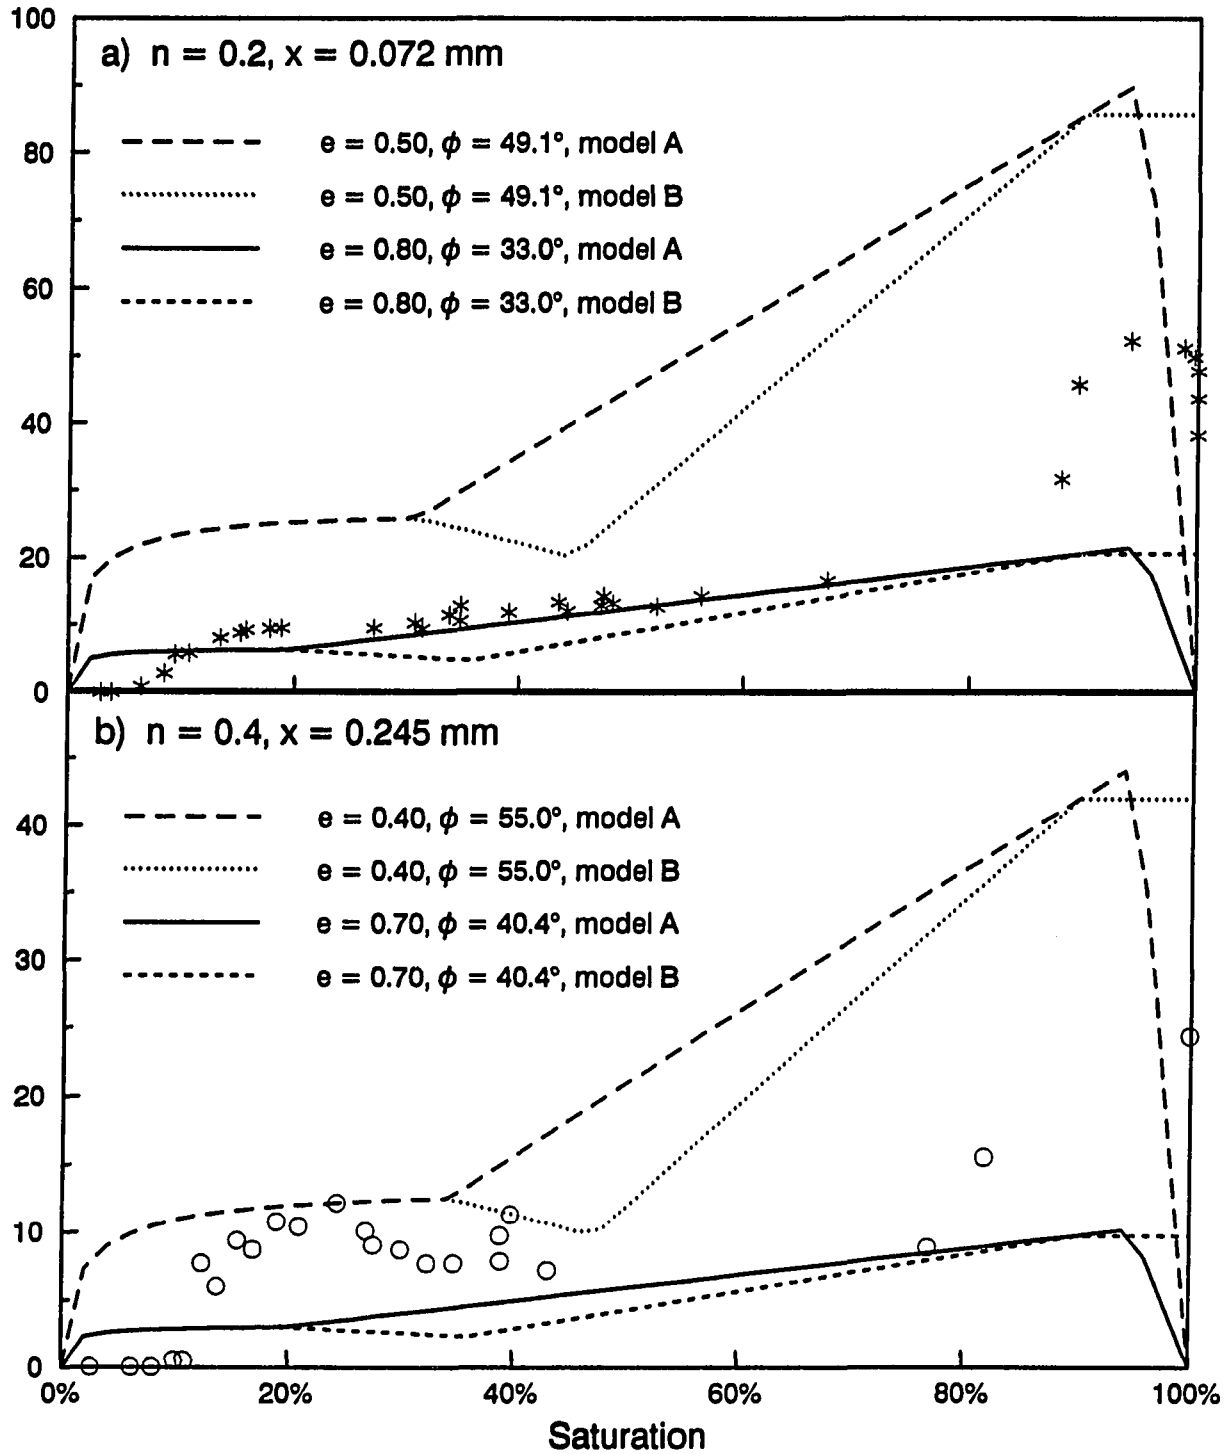 100
a) n = 0.2, x = 0.072 mm
e = 0.50, ϕ = 49.1°, model A
80
e = 0.50, ϕ = 49.1°, model B
e = 0.80, ϕ = 33.0°, model A
60
e = 0.80, ϕ = 33.0°, model B
40
20
0
b) n = 0.4, x = 0.245 mm
e = 0.40, ϕ = 55.0°, model A
40
e = 0.40, ϕ = 55.0°, model B
e = 0.70, ϕ = 40.4°, model A
30
e = 0.70, ϕ = 40.4°, model B
20
10
0
0% 20% 40% 60% 80% 100%
Saturation